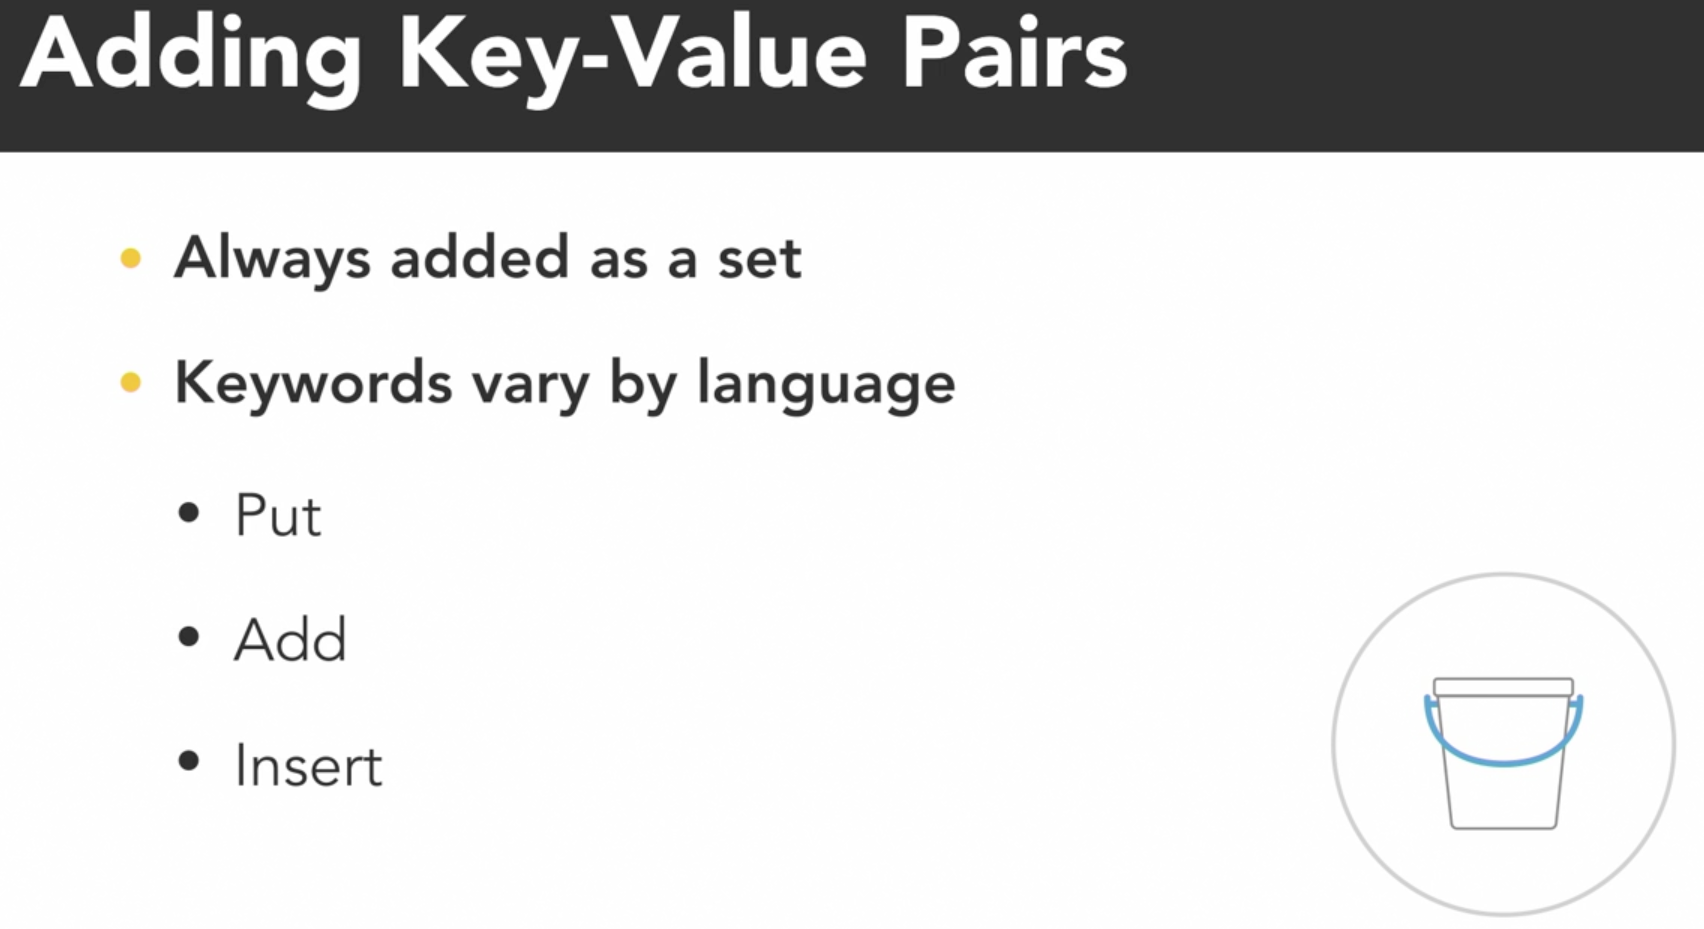 Adding Key-Value Pairs
Always added as a set
Keywords vary by language
Put
Add
Insert